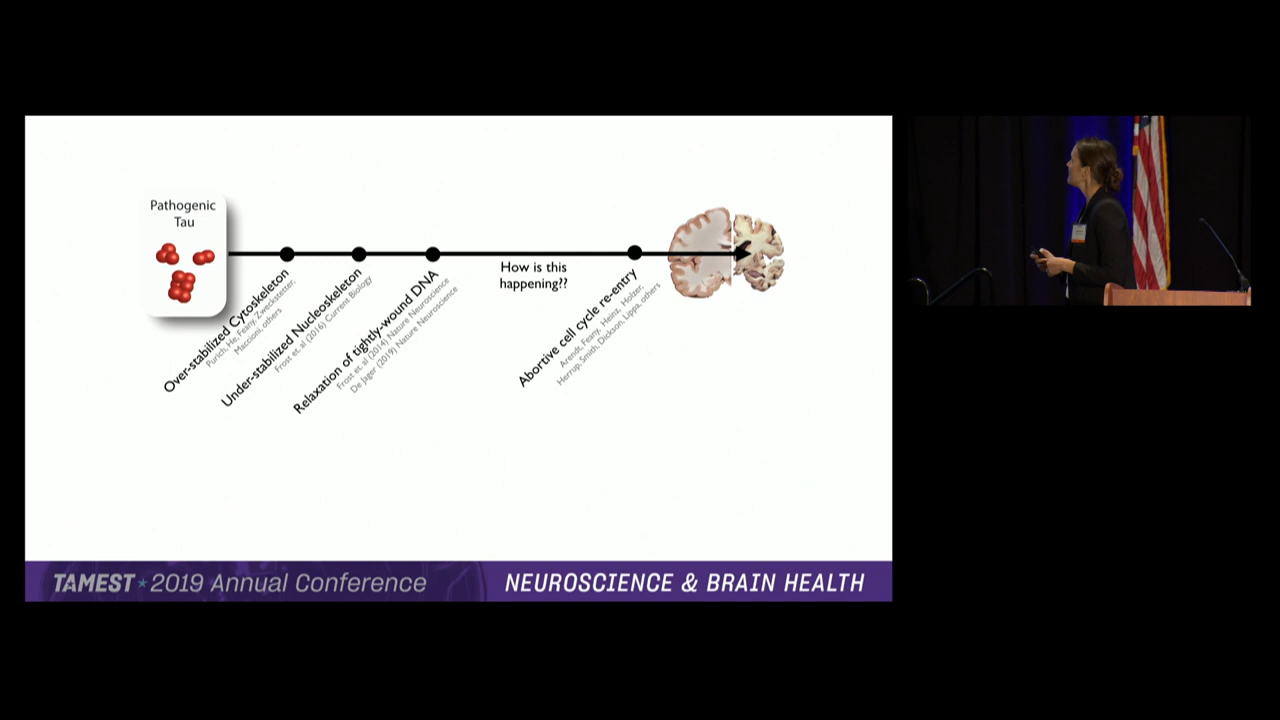 Pathogenic
Tau
Over-stabilized Cytoskeleton
Purich, He, Feany, Zweckstetter,
Maccioni, others
Under-stabilized Nucleoskeleton
Frost et. al (2016) Current Biology
Relaxation of tightly-wound DNA
Frost et. al (2014) Nature Neuroscience
De Jager (2019) Nature Neuroscience
How is this
happening??
Abortive cell cycle re-entry
Arendt, Feany, Heinz, Holzer,
Herrup, Smith, Dickson, Lippa, others
TAMEST★2019 Annual Conference
NEUROSCIENCE & BRAIN HEALTH